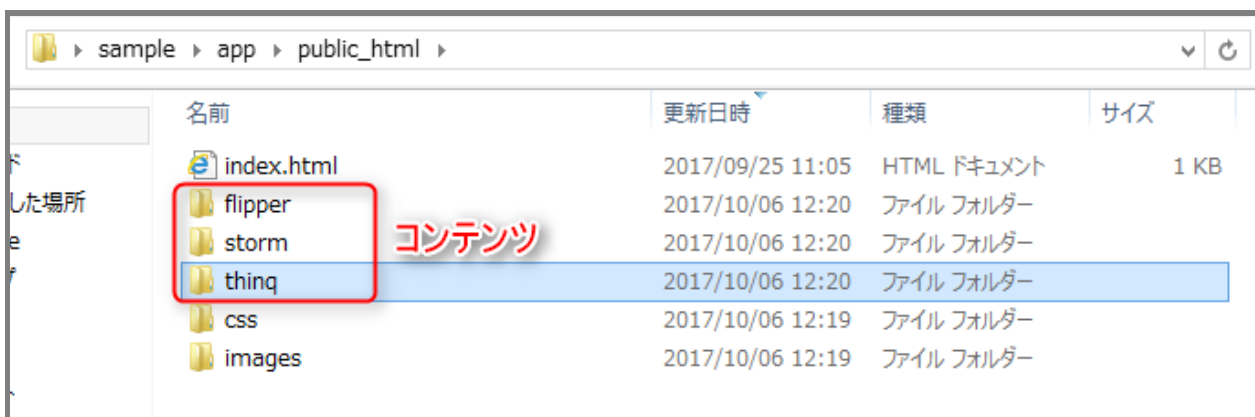 sample app public_html
名前 更新日時 種類 サイズ
index.html 2017/09/25 11:05 HTML ドキュメント 1 KB
した場所 flipper 2017/10/06 12:20 ファイル フォルダー
storm 2017/10/06 12:20 ファイル フォルダー
コンテンツ
thinq 2017/10/06 12:20 ファイル フォルダー
css 2017/10/06 12:19 ファイル フォルダー
images 2017/10/06 12:19 ファイル フォルダー